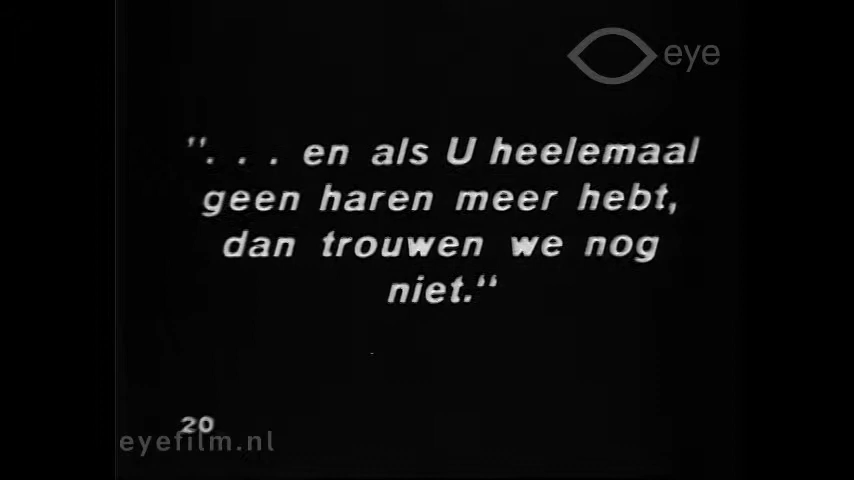 eye
". . . en als U heelemaal
geen haren meer hebt,
dan trouwen we nog
niet."
20
eyefilm.nl